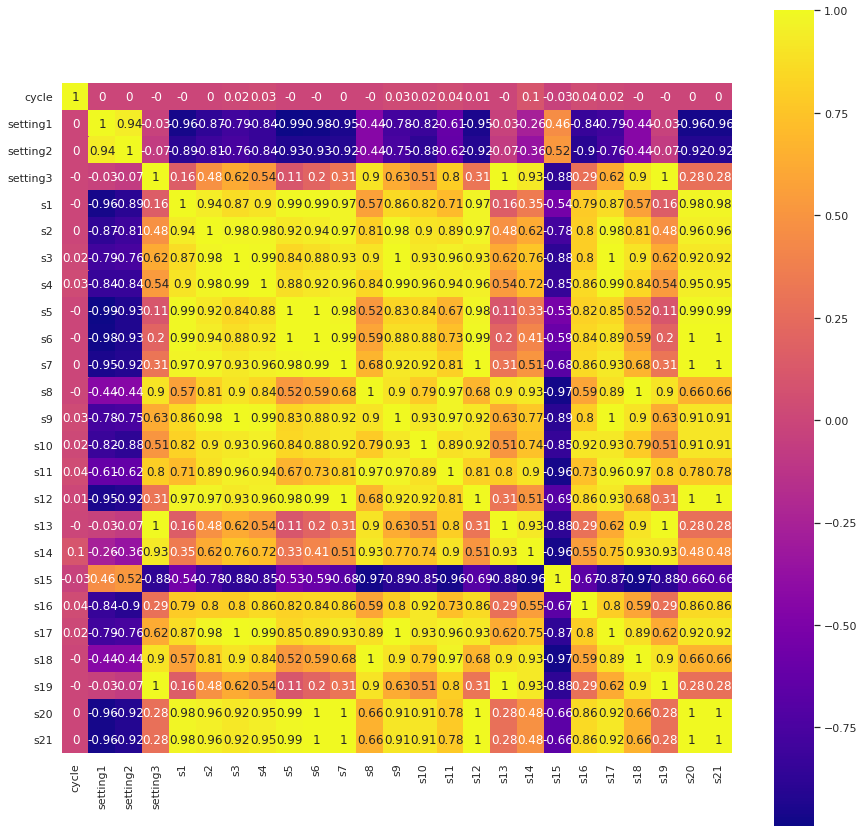 1.00
cycle 1 0 0 -0 -0 0 0.02 0.03 -0 -0 0 -0 0.03 0.02 0.04 0.01 -0 0.1 -0.03 0.04 0.02 -0 -0 0 0
setting1 0 1 0.94 -0.03 -0.96 -0.87 -0.79 -0.84 -0.99 -0.98 -0.95 -0.44 -0.78 -0.82 -0.61 -0.95 -0.03 -0.26 0.46 -0.84 -0.79 -0.44 -0.03 -0.96 -0.96
0.75
setting2 0 0.94 1 -0.07 -0.89 -0.81 -0.76 -0.84 -0.93 -0.93 -0.92 -0.44 -0.75 -0.88 -0.62 -0.92 -0.07 -0.36 0.52 -0.9 -0.76 -0.44 -0.07 -0.92 -0.92
setting3 -0 -0.03 -0.07 1 0.16 0.48 0.62 0.54 0.11 0.2 0.31 0.9 0.63 0.51 0.8 0.31 1 0.93 -0.88 0.29 0.62 0.9 1 0.28 0.28
s1 -0 -0.96 -0.89 0.16 1 0.94 0.87 0.9 0.99 0.99 0.97 0.57 0.86 0.82 0.71 0.97 0.16 0.35 -0.54 0.79 0.87 0.57 0.16 0.98 0.98
0.50
s2 0 -0.87 -0.81 0.48 0.94 1 0.98 0.98 0.92 0.94 0.97 0.81 0.98 0.9 0.89 0.97 0.48 0.62 -0.78 0.8 0.98 0.81 0.48 0.96 0.96
s3 0.02 -0.79 -0.76 0.62 0.87 0.98 1 0.99 0.84 0.88 0.93 0.9 1 0.93 0.96 0.93 0.62 0.76 -0.88 0.8 1 0.9 0.62 0.92 0.92
s4 0.03 -0.84 -0.84 0.54 0.9 0.98 0.99 1 0.88 0.92 0.96 0.84 0.99 0.96 0.94 0.96 0.54 0.72 -0.85 0.86 0.99 0.84 0.54 0.95 0.95
s5 -0 -0.99 -0.93 0.11 0.99 0.92 0.84 0.88 1 1 0.98 0.52 0.83 0.84 0.67 0.98 0.11 0.33 -0.53 0.82 0.85 0.52 0.11 0.99 0.99
0.25
s6 -0 -0.98 -0.93 0.2 0.99 0.94 0.88 0.92 1 1 0.99 0.59 0.88 0.88 0.73 0.99 0.2 0.41 -0.59 0.84 0.89 0.59 0.2 1 1
s7 0 -0.95 -0.92 0.31 0.97 0.97 0.93 0.96 0.98 0.99 1 0.68 0.92 0.92 0.81 1 0.31 0.51 -0.68 0.86 0.93 0.68 0.31 1 1
s8 -0 -0.44 -0.44 0.9 0.57 0.81 0.9 0.84 0.52 0.59 0.68 1 0.9 0.79 0.97 0.68 0.9 0.93 -0.97 0.59 0.89 1 0.9 0.66 0.66
0.00
s9 0.03 -0.78 -0.75 0.63 0.86 0.98 1 0.99 0.83 0.88 0.92 0.9 1 0.93 0.97 0.92 0.63 0.77 -0.89 0.8 1 0.9 0.63 0.91 0.91
s10 0.02 -0.82 -0.88 0.51 0.82 0.9 0.93 0.96 0.84 0.88 0.92 0.79 0.93 1 0.89 0.92 0.51 0.74 -0.85 0.92 0.93 0.79 0.51 0.91 0.91
s11 0.04 -0.61 -0.62 0.8 0.71 0.89 0.96 0.94 0.67 0.73 0.81 0.97 0.97 0.89 1 0.81 0.8 0.9 -0.96 0.73 0.96 0.97 0.8 0.78 0.78
s12 0.01 -0.95 -0.92 0.31 0.97 0.97 0.93 0.96 0.98 0.99 1 0.68 0.92 0.92 0.81 1 0.31 0.51 -0.69 0.86 0.93 0.68 0.31 1 1
-0.25
s13 -0 -0.03 -0.07 1 0.16 0.48 0.62 0.54 0.11 0.2 0.31 0.9 0.63 0.51 0.8 0.31 1 0.93 -0.88 0.29 0.62 0.9 1 0.28 0.28
s14 0.1 -0.26 -0.36 0.93 0.35 0.62 0.76 0.72 0.33 0.41 0.51 0.93 0.77 0.74 0.9 0.51 0.93 1 -0.96 0.55 0.75 0.93 0.93 0.48 0.48
s15 -0.03 0.46 0.52 -0.88 -0.54 -0.78 -0.88 -0.85 -0.53 -0.59 -0.68 -0.97 -0.89 -0.85 -0.96 -0.69 -0.88 -0.96 1 -0.67 -0.87 -0.97 -0.88 -0.66 -0.66
s16 0.04 -0.84 -0.9 0.29 0.79 0.8 0.8 0.86 0.82 0.84 0.86 0.59 0.8 0.92 0.73 0.86 0.29 0.55 -0.67 1 0.8 0.59 0.29 0.86 0.86
-0.50
s17 0.02 -0.79 -0.76 0.62 0.87 0.98 1 0.99 0.85 0.89 0.93 0.89 1 0.93 0.96 0.93 0.62 0.75 -0.87 0.8 1 0.89 0.62 0.92 0.92
s18 -0 -0.44 -0.44 0.9 0.57 0.81 0.9 0.84 0.52 0.59 0.68 1 0.9 0.79 0.97 0.68 0.9 0.93 -0.97 0.59 0.89 1 0.9 0.66 0.66
s19 -0 -0.03 -0.07 1 0.16 0.48 0.62 0.54 0.11 0.2 0.31 0.9 0.63 0.51 0.8 0.31 1 0.93 -0.88 0.29 0.62 0.9 1 0.28 0.28
s20 0 -0.96 -0.92 0.28 0.98 0.96 0.92 0.95 0.99 1 1 0.66 0.91 0.91 0.78 1 0.28 0.48 -0.66 0.86 0.92 0.66 0.28 1 1
-0.75
s21 0 -0.96 -0.92 0.28 0.98 0.96 0.92 0.95 0.99 1 1 0.66 0.91 0.91 0.78 1 0.28 0.48 -0.66 0.86 0.92 0.66 0.28 1 1
cycle setting1 setting2 setting3 s1 s2 s3 s4 s5 s6 s7 s8 s9 s10 s11 s12 s13 s14 s15 s16 s17 s18 s19 s20 s21